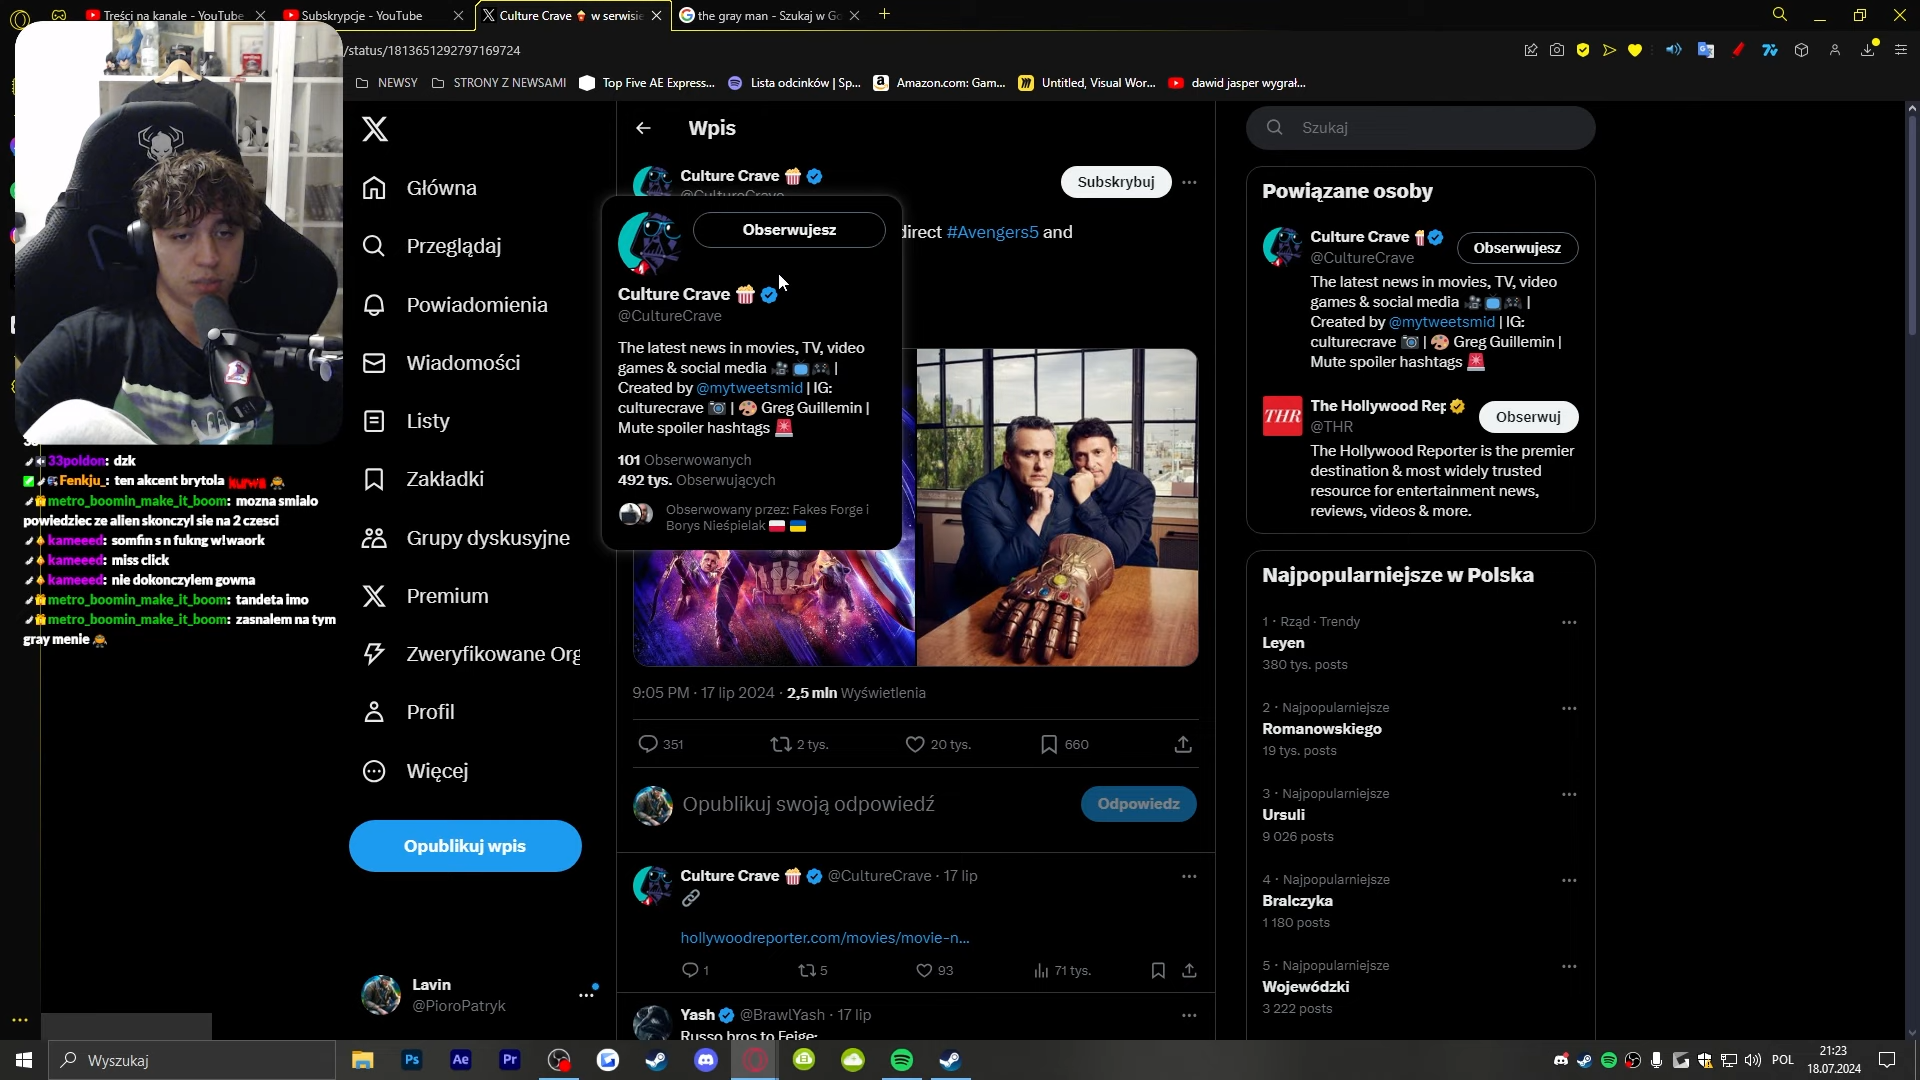 Treści na kanale - YouTube
Subskrypcje - YouTube
Culture Crave 🍿 w serwisie
the gray man - Szukaj w Go
/status/1813651292797169724
NEWSY
STRONY Z NEWSAMI
Top Five AE Express...
Lista odcinków | Sp...
Amazon.com: Gam...
Untitled, Visual Wor...
dawid jasper wygrał...
Wpis
Culture Crave 🍿
@CultureCrave
Subskrybuj
direct #Avengers5 and
Obserwujesz
Culture Crave 🍿
@CultureCrave
The latest news in movies, TV, video
games & social media 🎥📺🎮 |
Created by @mytweetsmid | IG:
culturecrave 📷 | 🎨 Greg Guillemin |
Mute spoiler hashtags 🚨
101 Obserwowanych
492 tys. Obserwujących
Obserwowany przez: Fakes Forge i
Borys Nieśpielak 🇵🇱 🇺🇦
Główna
Przeglądaj
Powiadomienia
Wiadomości
Listy
Zakładki
Grupy dyskusyjne
Premium
Zweryfikowane Org
Profil
Więcej
Opublikuj wpis
Lavin
@PioroPatryk
33poldon: dzk
Fenkju_: ten akcent brytola kurwa
metro_boomin_make_it_boom: mozna smialo
powiedziec ze alien skonczyl sie na 2 czesci
kameeed: somfin s n fukng w!waork
kameeed: miss click
kameeed: nie dokonczylem gowna
metro_boomin_make_it_boom: tandeta imo
metro_boomin_make_it_boom: zasnalem na tym
gray menie
9:05 PM · 17 lip 2024 · 2,5 mln Wyświetlenia
351
2 tys.
20 tys.
660
Opublikuj swoją odpowiedź
Odpowiedz
Culture Crave 🍿 @CultureCrave · 17 lip
🔗
hollywoodreporter.com/movies/movie-n...
1
5
93
71 tys.
Yash @BrawlYash · 17 lip
Russo bros to Feige:
Szukaj
Powiązane osoby
Culture Crave 🍿
@CultureCrave
Obserwujesz
The latest news in movies, TV, video
games & social media 🎥📺🎮 |
Created by @mytweetsmid | IG:
culturecrave 📷 | 🎨 Greg Guillemin |
Mute spoiler hashtags 🚨
THR
The Hollywood Rep
@THR
Obserwuj
The Hollywood Reporter is the premier
destination & most widely trusted
resource for entertainment news,
reviews, videos & more.
Najpopularniejsze w Polska
1 · Rząd · Trendy
Leyen
380 tys. posts
2 · Najpopularniejsze
Romanowskiego
19 tys. posts
3 · Najpopularniejsze
Ursuli
9 026 posts
4 · Najpopularniejsze
Bralczyka
1 180 posts
5 · Najpopularniejsze
Wojewódzki
3 222 posts
Wyszukaj
Ps
Ae
Pr
POL
21:23
18.07.2024